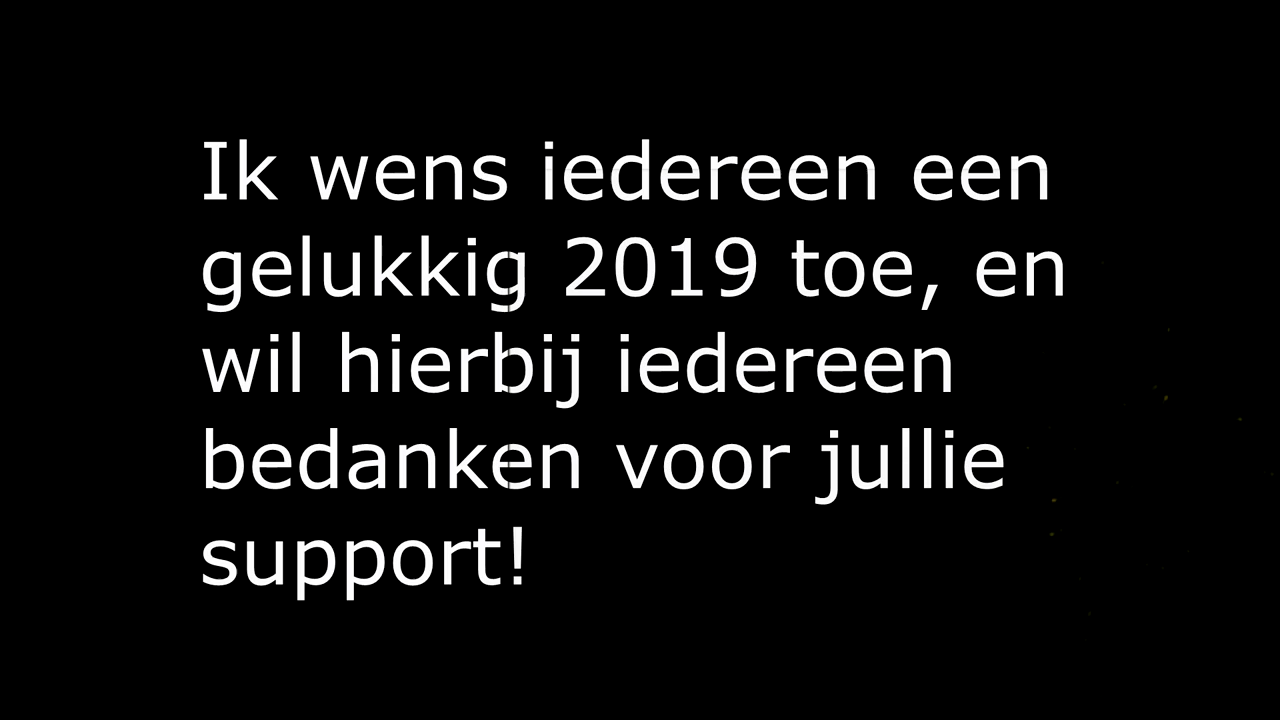 Ik wens iedereen een
gelukkig 2019 toe, en
wil hierbij iedereen
bedanken voor jullie
support!